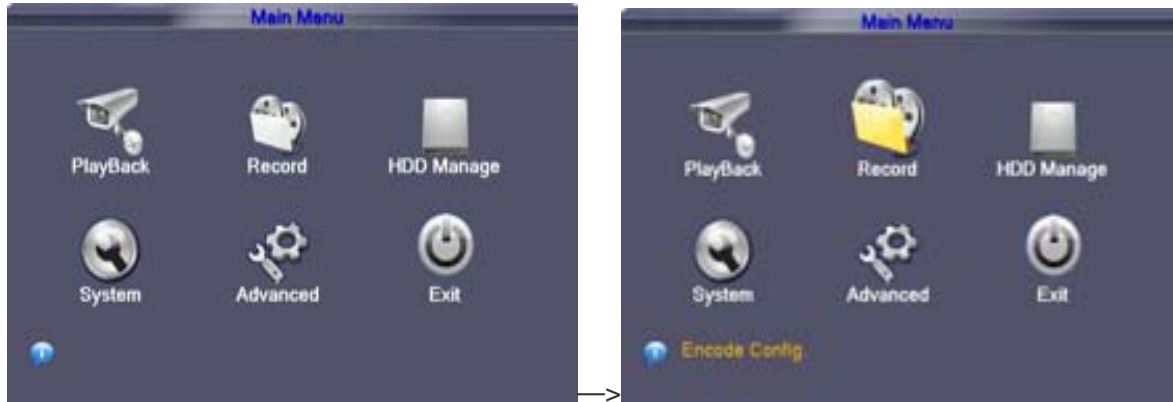 Main Menu
PlayBack Record HDD Manage
System Advanced Exit
—>
Main Menu
PlayBack Record HDD Manage
System Advanced Exit
Encode Config.